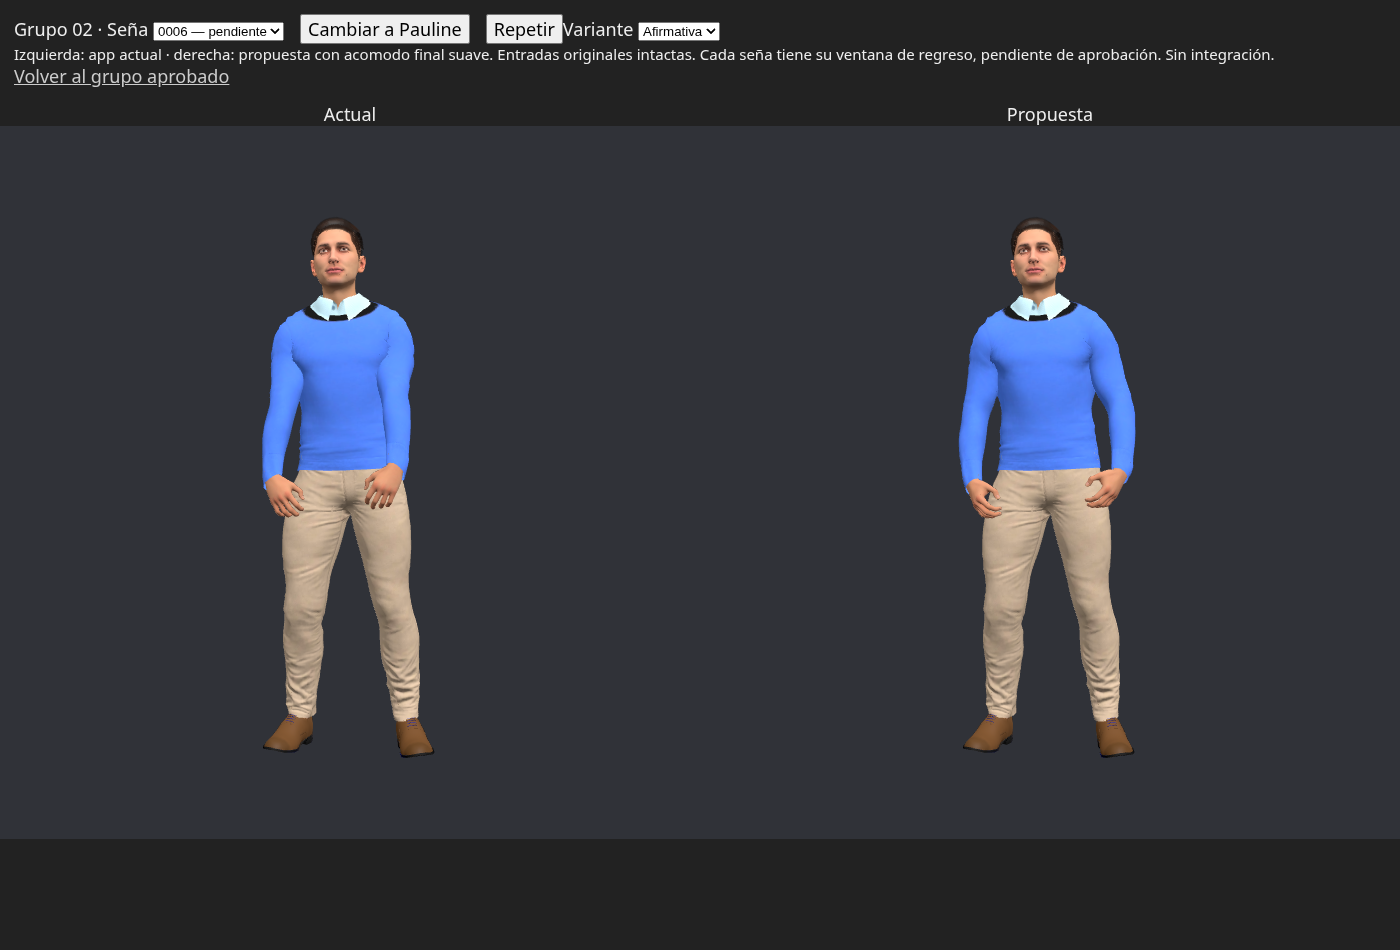 Grupo 02 · Seña 0006 — pendiente Cambiar a Pauline Repetir Variante Afirmativa
Izquierda: app actual · derecha: propuesta con acomodo final suave. Entradas originales intactas. Cada seña tiene su ventana de regreso, pendiente de aprobación. Sin integración.
Volver al grupo aprobado
Actual
Propuesta